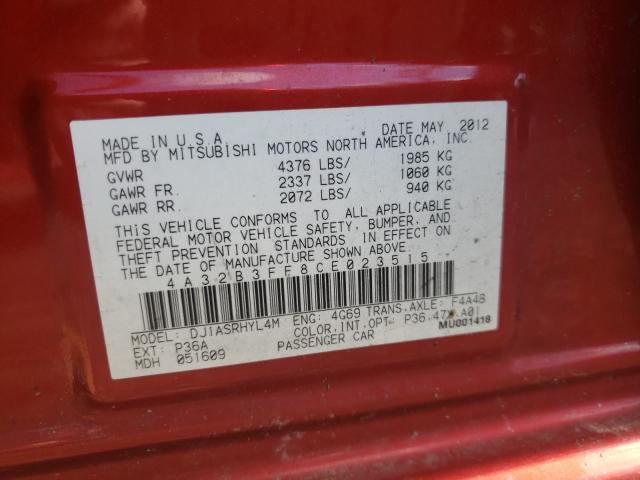 MADE IN U.S.A. DATE MAY 2012
MFD BY MITSUBISHI MOTORS NORTH AMERICA, INC.
GVWR 4376 LBS/ 1985 KG
GAWR FR. 2337 LBS/ 1060 KG
GAWR RR. 2072 LBS/ 940 KG
THIS VEHICLE CONFORMS TO ALL APPLICABLE
FEDERAL MOTOR VEHICLE SAFETY, BUMPER, AND
THEFT PREVENTION STANDARDS IN EFFECT ON
THE DATE OF MANUFACTURE SHOWN ABOVE.
4A32B3FF8CE023515
MODEL: DJ1ASRHYL4M ENG: 4G69 TRANS.AXLE: F4A4B
EXT: P36A COLOR.INT.OPT: P36.47 A01
MDH 051609 PASSENGER CAR MU001418